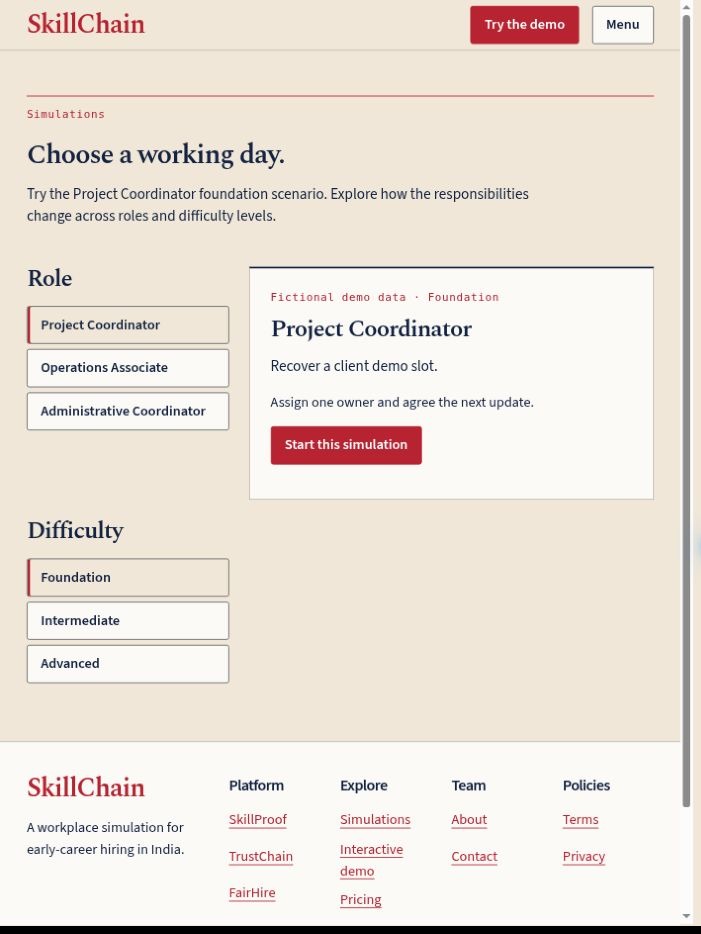 SkillChain
Try the demo
Menu
Simulations
Choose a working day.
Try the Project Coordinator foundation scenario. Explore how the responsibilities
change across roles and difficulty levels.
Role
Project Coordinator
Operations Associate
Administrative Coordinator
Fictional demo data · Foundation
Project Coordinator
Recover a client demo slot.
Assign one owner and agree the next update.
Start this simulation
Difficulty
Foundation
Intermediate
Advanced
SkillChain
A workplace simulation for
early-career hiring in India.
Platform
SkillProof
TrustChain
FairHire
Explore
Simulations
Interactive
demo
Pricing
Team
About
Contact
Policies
Terms
Privacy